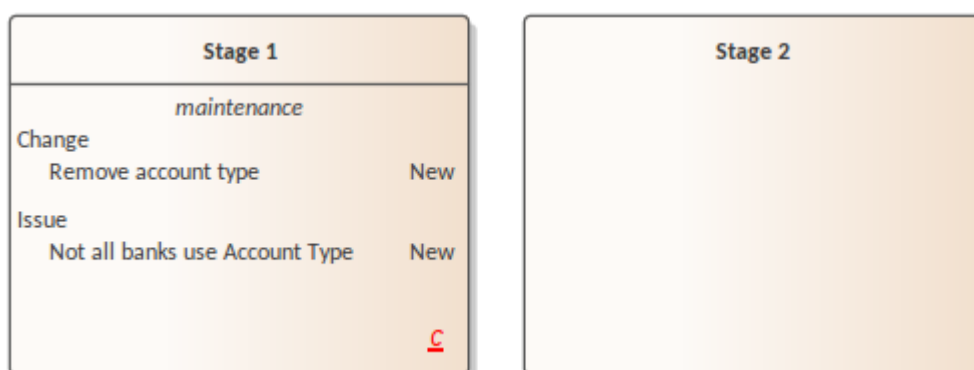 Stage 1
maintenance
Change
Remove account type New
Issue
Not all banks use Account Type New
C
Stage 2